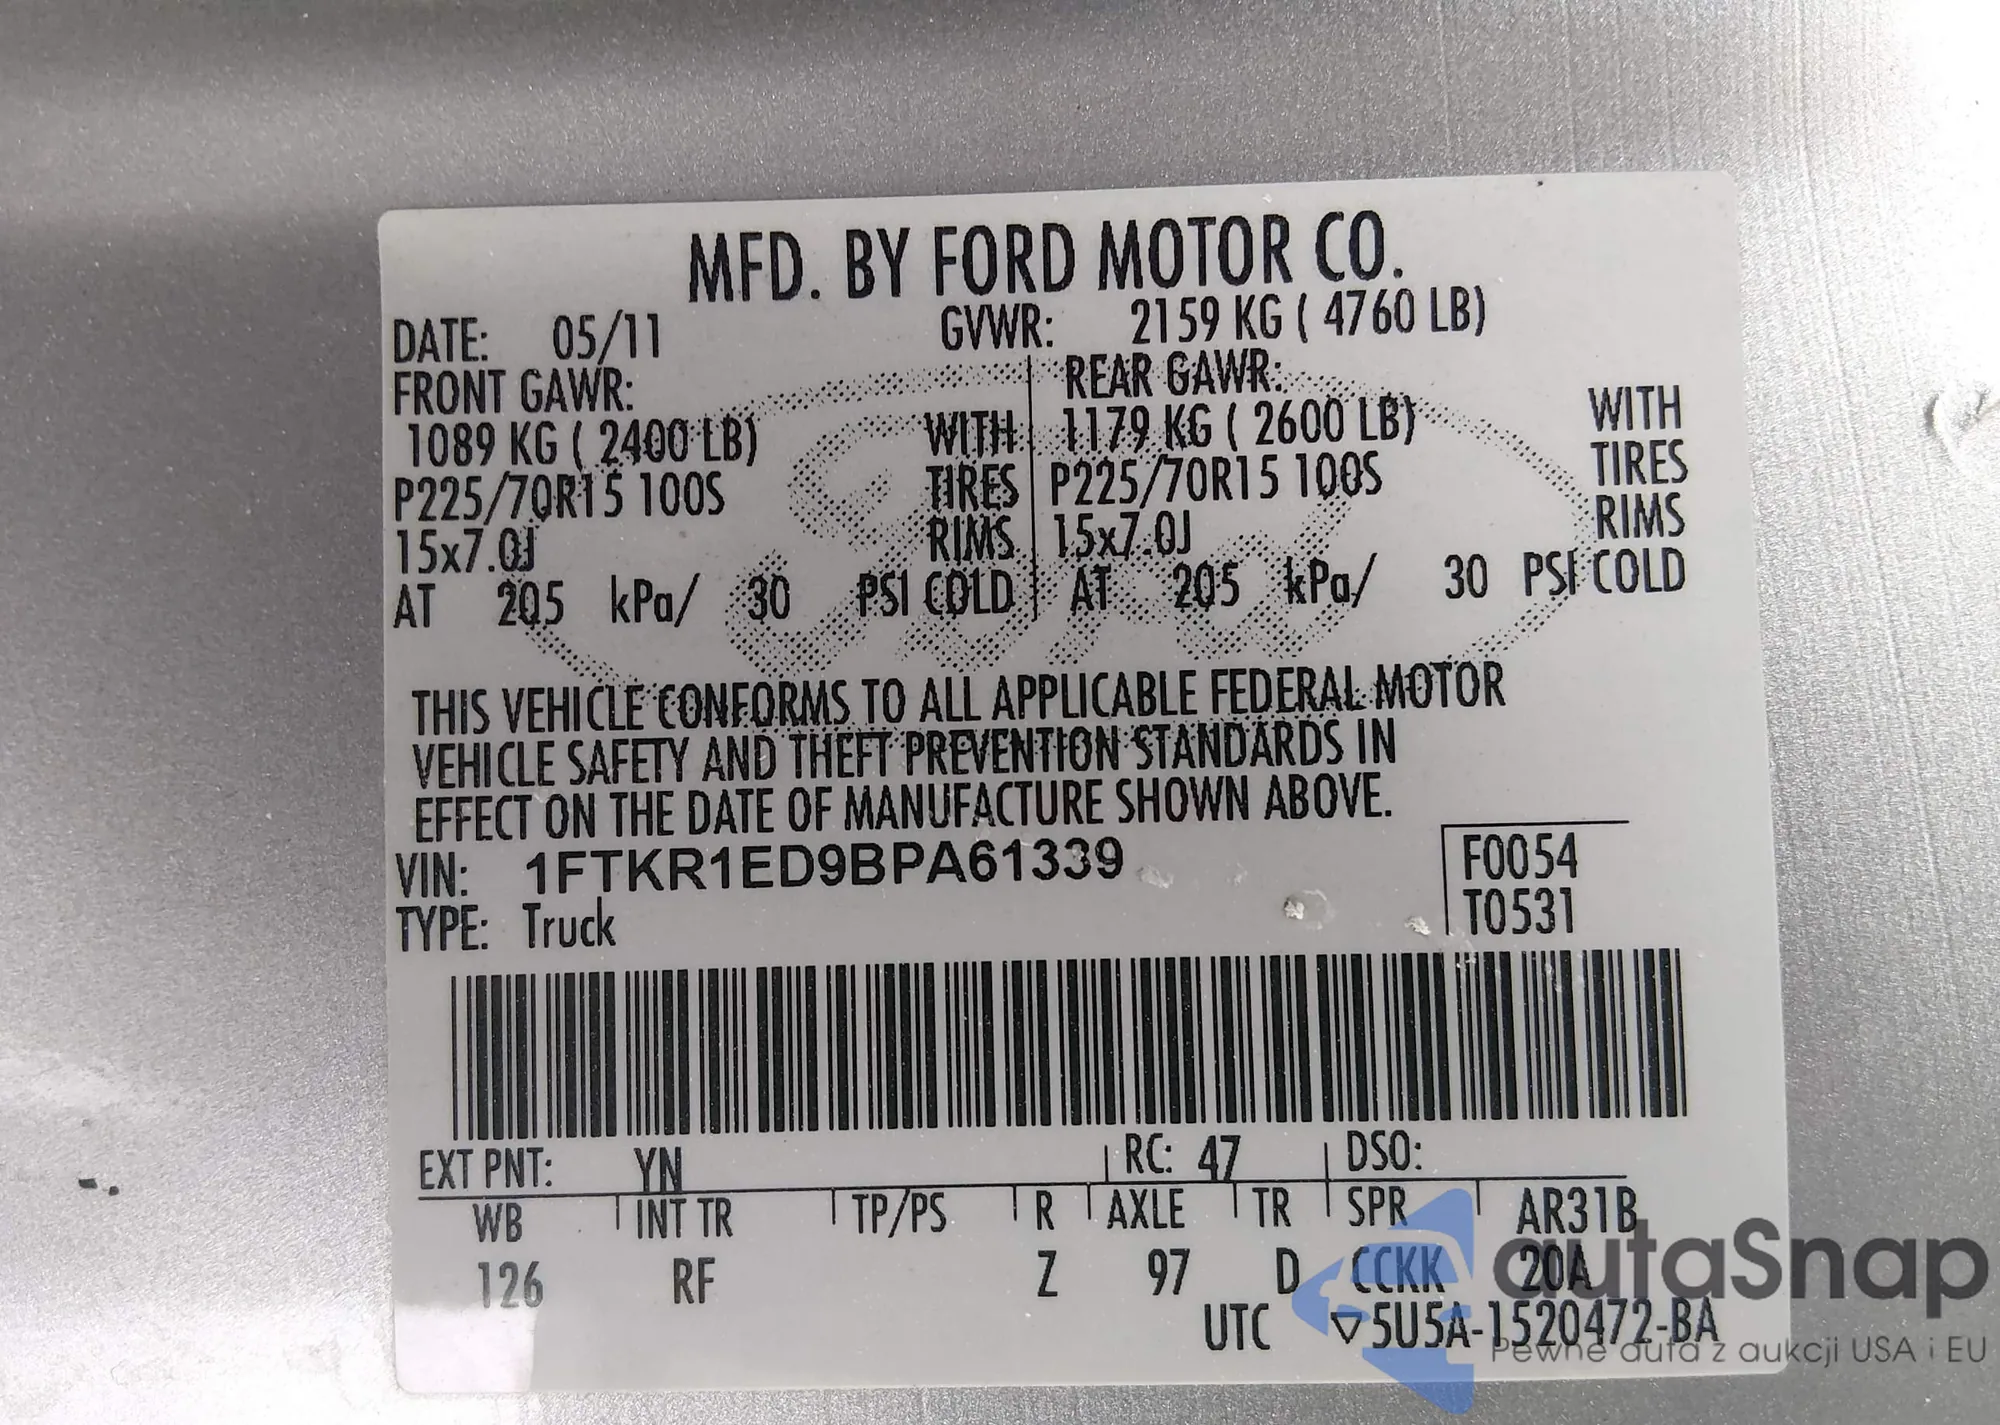 MFD. BY FORD MOTOR CO.
DATE: 05/11 GVWR: 2159 KG ( 4760 LB)
FRONT GAWR: REAR GAWR:
1089 KG ( 2400 LB) WITH 1179 KG ( 2600 LB) WITH
P225/70R15 100S TIRES P225/70R15 100S TIRES
15x7.0J RIMS 15x7.0J RIMS
AT 205 kPa/ 30 PSI COLD AT 205 kPa/ 30 PSI COLD
THIS VEHICLE CONFORMS TO ALL APPLICABLE FEDERAL MOTOR
VEHICLE SAFETY AND THEFT PREVENTION STANDARDS IN
EFFECT ON THE DATE OF MANUFACTURE SHOWN ABOVE.
VIN: 1FTKR1ED9BPA61339 F0054
TYPE: Truck T0531
EXT PNT: YN RC: 47 DSO:
WB INT TR TP/PS R AXLE TR SPR AR31B
126 RF Z 97 D CCKK 20A
UTC ▽5U5A-1520472-BA
autaSnap
Pewne auta z aukcji USA i EU